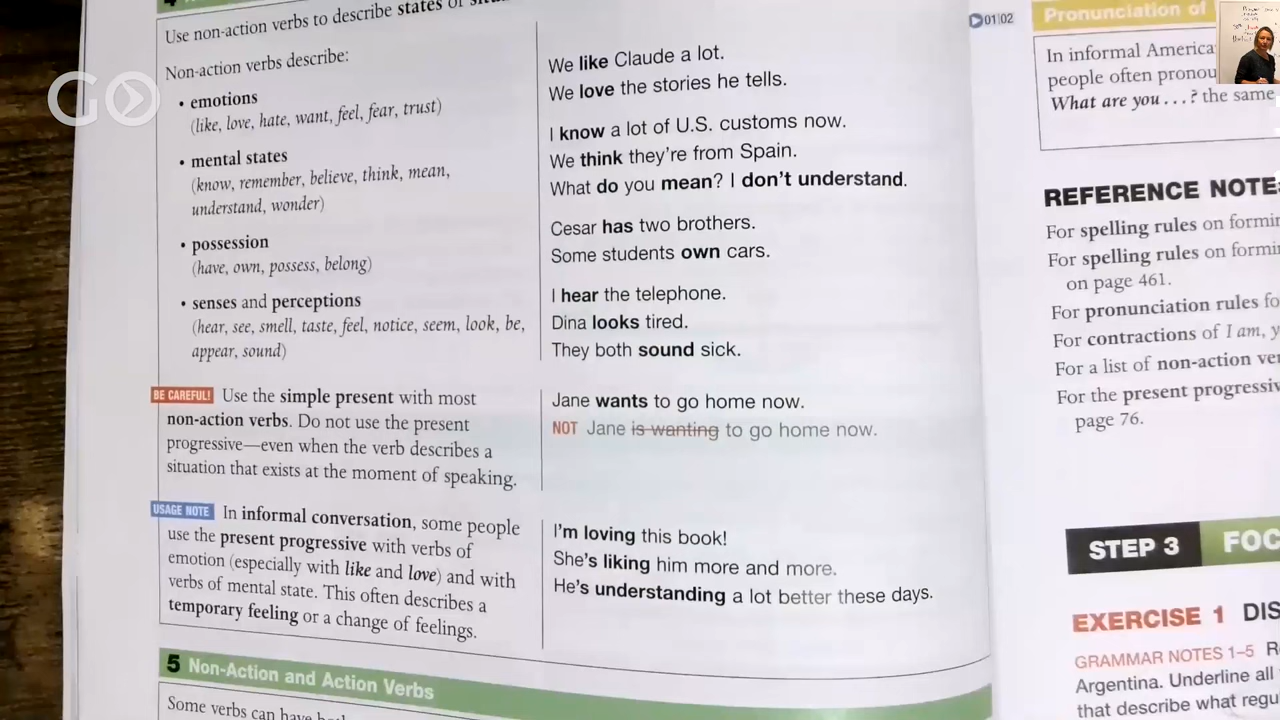 Use non-action verbs to describe states or
Non-action verbs describe:
• emotions
(like, love, hate, want, feel, fear, trust)
• mental states
(know, remember, believe, think, mean,
understand, wonder)
• possession
(have, own, possess, belong)
• senses and perceptions
(hear, see, smell, taste, feel, notice, seem, look, be,
appear, sound)
We like Claude a lot.
We love the stories he tells.
I know a lot of U.S. customs now.
We think they're from Spain.
What do you mean? I don't understand.
Cesar has two brothers.
Some students own cars.
I hear the telephone.
Dina looks tired.
They both sound sick.
BE CAREFUL! Use the simple present with most
non-action verbs. Do not use the present
progressive—even when the verb describes a
situation that exists at the moment of speaking.
Jane wants to go home now.
NOT Jane is wanting to go home now.
USAGE NOTE In informal conversation, some people
use the present progressive with verbs of
emotion (especially with like and love) and with
verbs of mental state. This often describes a
temporary feeling or a change of feelings.
I'm loving this book!
She's liking him more and more.
He's understanding a lot better these days.
5 Non-Action and Action Verbs
Some verbs can have
GO
01|02
Pronunciation of
In informal America
people often pronou
What are you . . . ? the same
REFERENCE NOTES
For spelling rules on formin
For spelling rules on formi
on page 461.
For pronunciation rules fo
For contractions of I am, y
For a list of non-action ver
For the present progressiv
page 76.
STEP 3 FOC
EXERCISE 1 DIS
GRAMMAR NOTES 1–5 R
Argentina. Underline all
that describe what regu